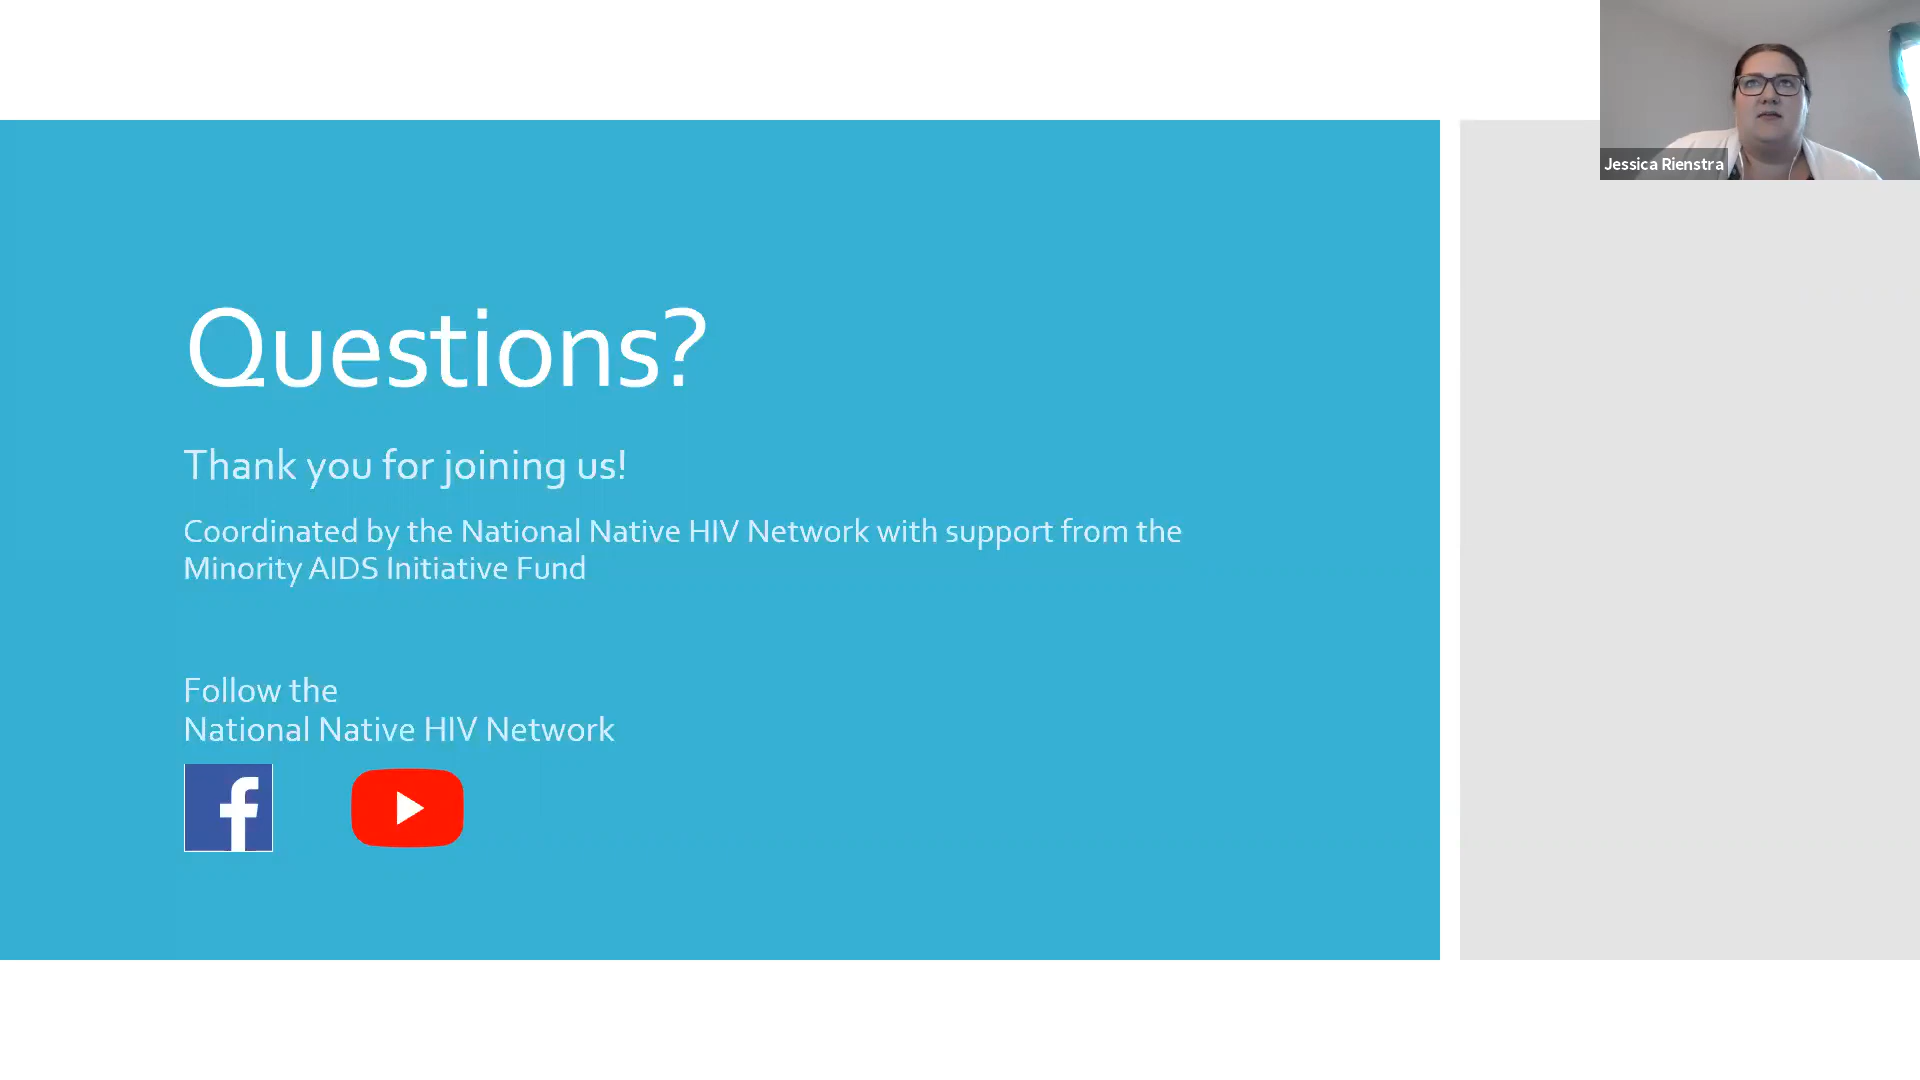 Jessica Rienstra
Questions?
Thank you for joining us!
Coordinated by the National Native HIV Network with support from the
Minority AIDS Initiative Fund
Follow the
National Native HIV Network